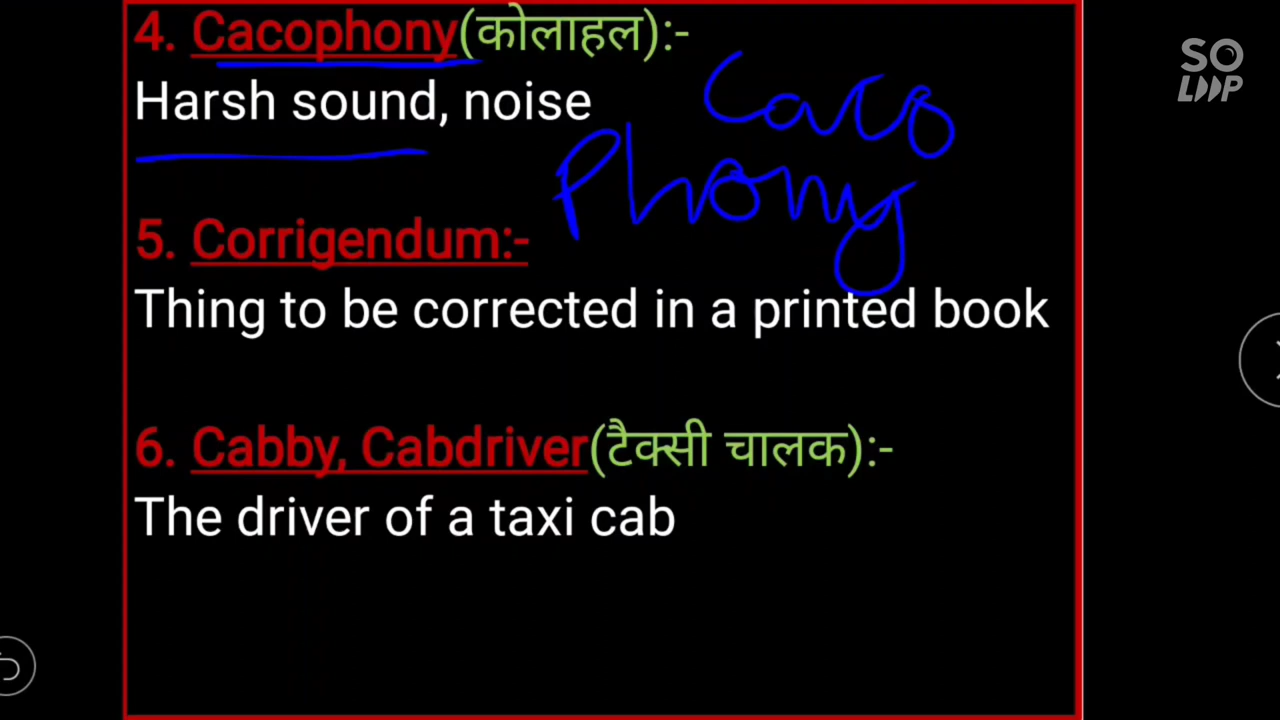 4. Cacophony(कोलाहल):-
Harsh sound, noise
Caco
Phony
5. Corrigendum:-
Thing to be corrected in a printed book
6. Cabby, Cabdriver(टैक्सी चालक):-
The driver of a taxi cab
SO
LOOP